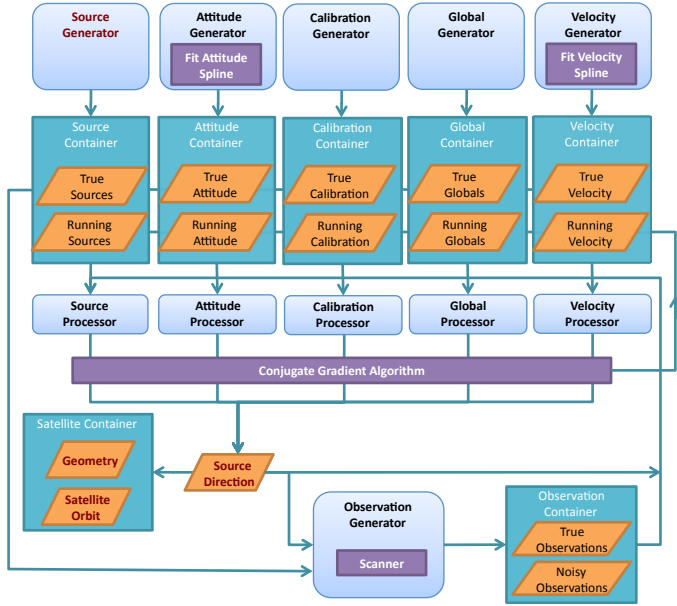 Source
Generator
Attitude
Generator
Fit Attitude
Spline
Calibration
Generator
Global
Generator
Velocity
Generator
Fit Velocity
Spline
Source
Container
True
Sources
Running
Sources
Attitude
Container
True
Attitude
Running
Attitude
Calibration
Container
True
Calibration
Running
Calibration
Global
Container
True
Globals
Running
Globals
Velocity
Container
True
Velocity
Running
Velocity
Source
Processor
Attitude
Processor
Calibration
Processor
Global
Processor
Velocity
Processor
Conjugate Gradient Algorithm
Satellite Container
Geometry
Satellite
Orbit
Source
Direction
Observation
Generator
Scanner
Observation
Container
True
Observations
Noisy
Observations